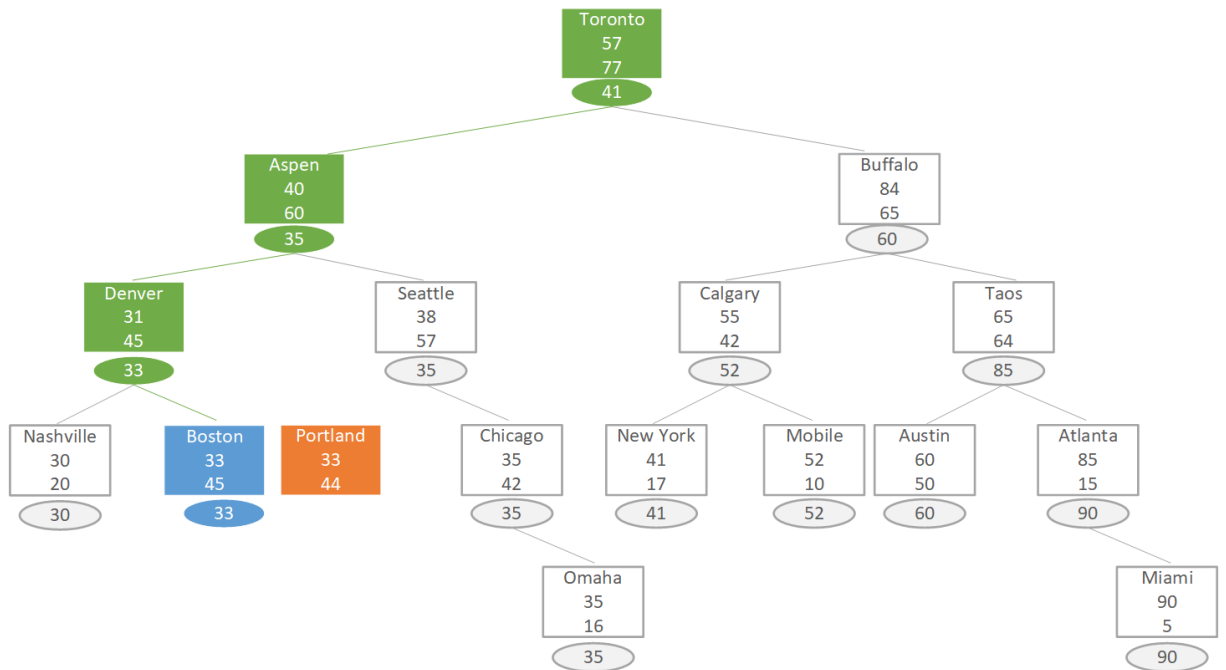 Toronto
57
77
41
Aspen
40
60
35
Buffalo
84
65
60
Denver
31
45
33
Seattle
38
57
35
Calgary
55
42
52
Taos
65
64
85
Nashville
30
20
30
Boston
33
45
33
Portland
33
44
Chicago
35
42
35
New York
41
17
41
Mobile
52
10
52
Austin
60
50
60
Atlanta
85
15
90
Omaha
35
16
35
Miami
90
5
90